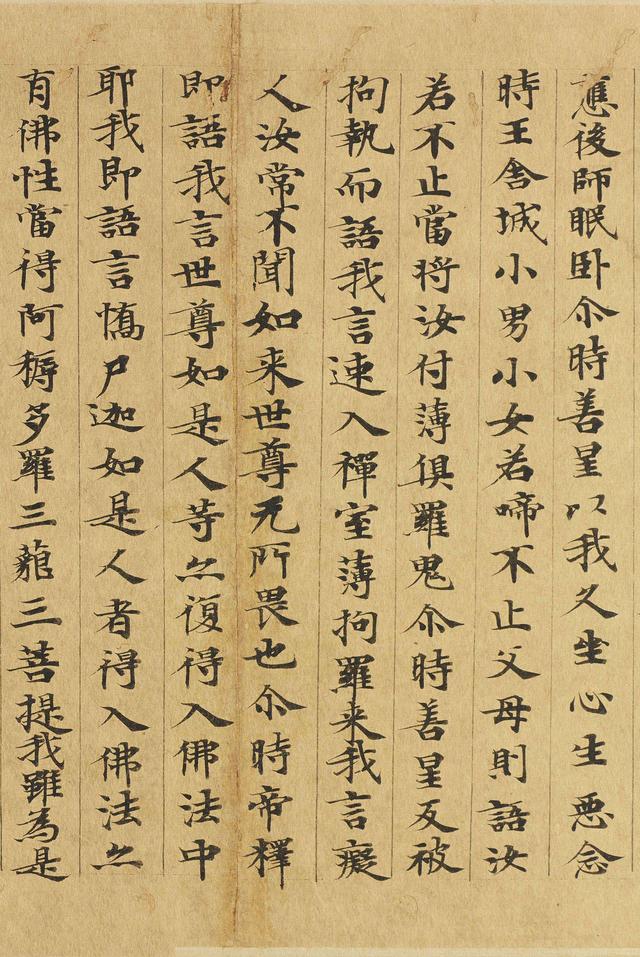 應後師眠卧尒時善星以我久坐心生惡念
時王舍城小男小女若啼不止父母則語汝
若不止當將汝付薄俱羅鬼尒時善星反被
拘執而語我言速入禪室薄拘羅来我言癡
人汝常不聞如来世尊无所畏也尒時帝釋
即語我言世尊如是人等亦復得入佛法中
耶我即語言憍尸迦如是人者得入佛法亦
有佛性當得阿耨多羅三藐三菩提我雖為是